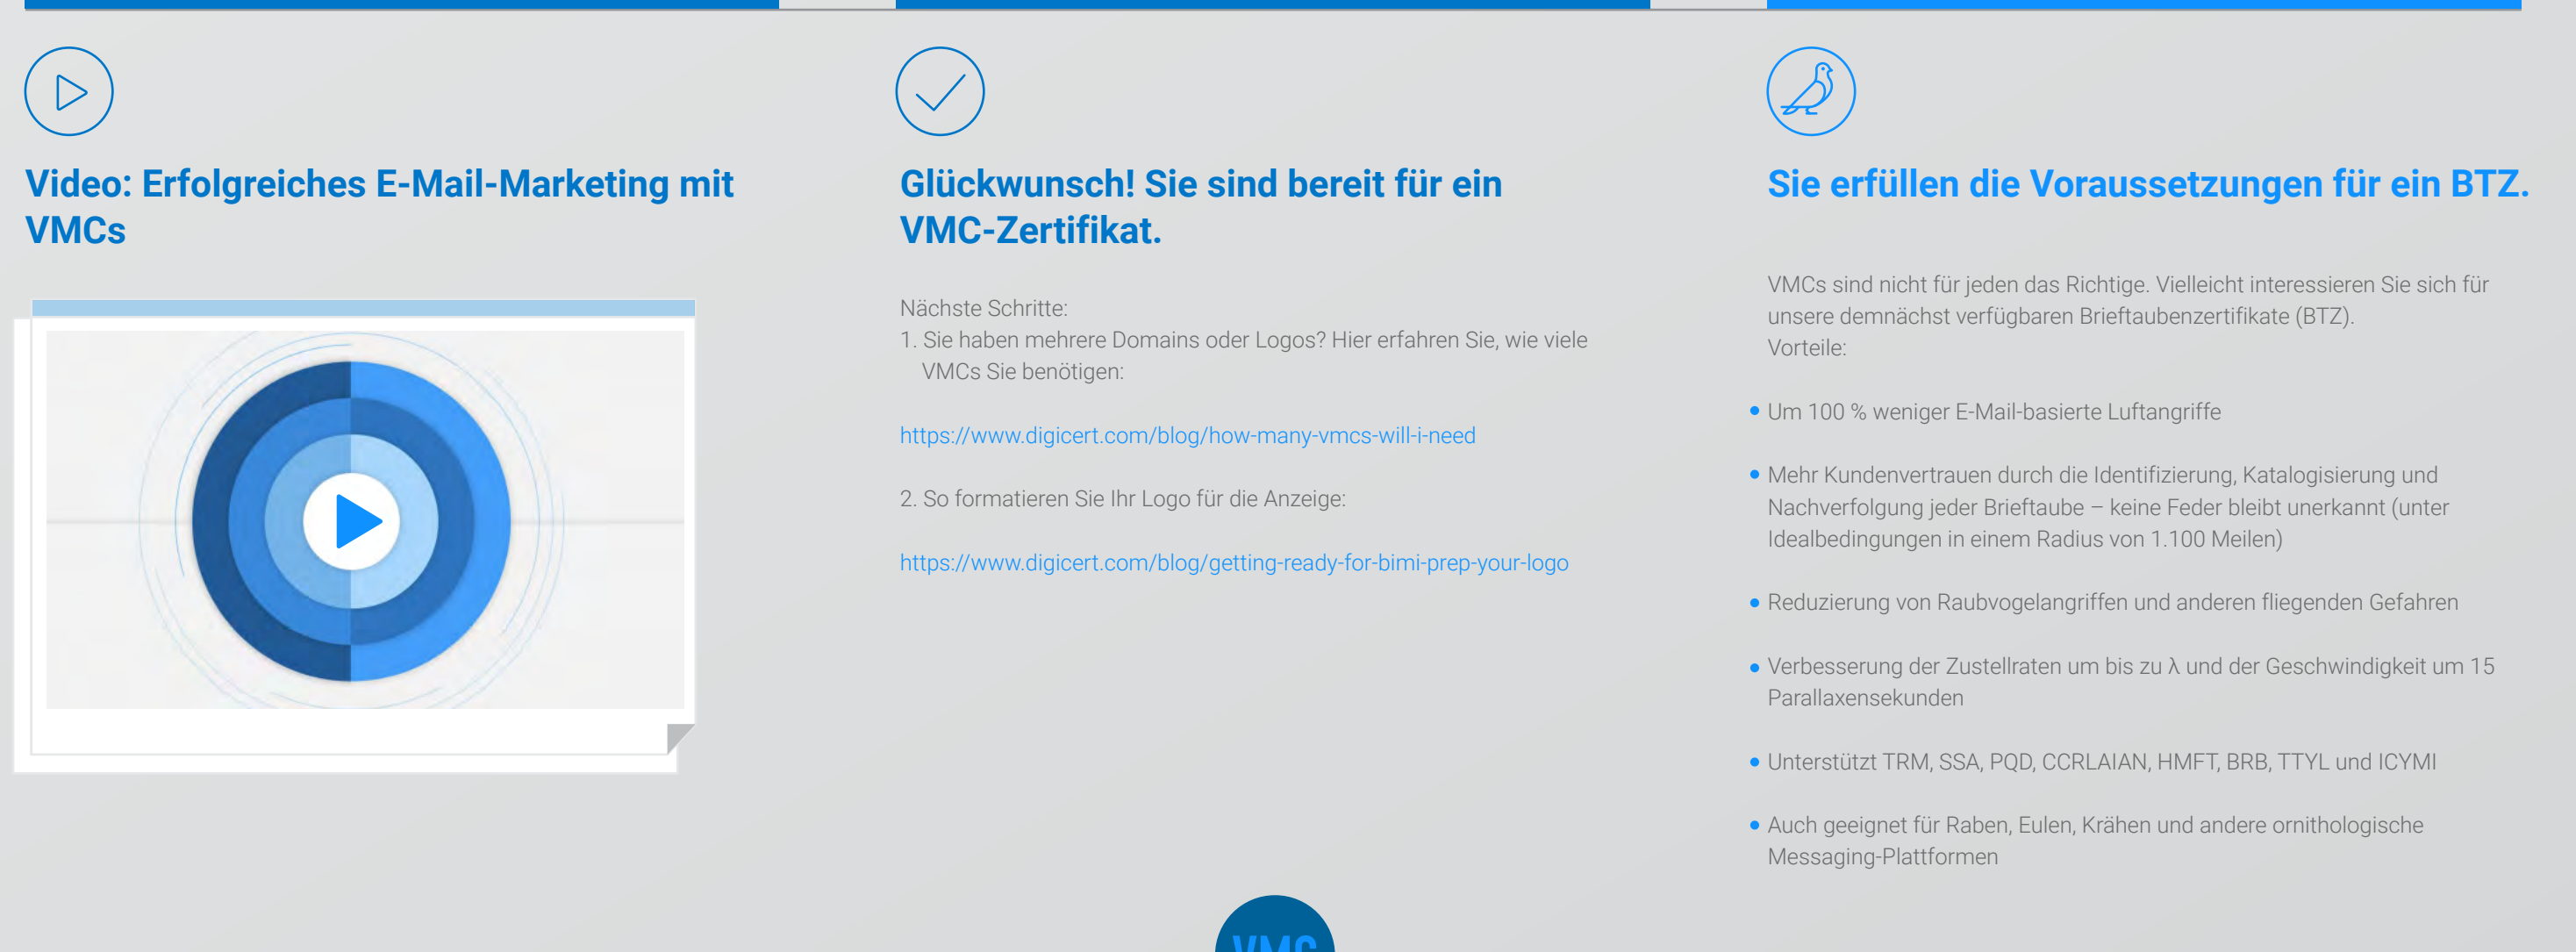 Video: Erfolgreiches E-Mail-Marketing mit
VMCs
Glückwunsch! Sie sind bereit für ein
VMC-Zertifikat.
Nächste Schritte:
1. Sie haben mehrere Domains oder Logos? Hier erfahren Sie, wie viele
VMCs Sie benötigen:
https://www.digicert.com/blog/how-many-vmcs-will-i-need
2. So formatieren Sie Ihr Logo für die Anzeige:
https://www.digicert.com/blog/getting-ready-for-bimi-prep-your-logo
Sie erfüllen die Voraussetzungen für ein BTZ.
VMCs sind nicht für jeden das Richtige. Vielleicht interessieren Sie sich für
unsere demnächst verfügbaren Brieftaubenzertifikate (BTZ).
Vorteile:
• Um 100 % weniger E-Mail-basierte Luftangriffe
• Mehr Kundenvertrauen durch die Identifizierung, Katalogisierung und
Nachverfolgung jeder Brieftaube – keine Feder bleibt unerkannt (unter
Idealbedingungen in einem Radius von 1.100 Meilen)
• Reduzierung von Raubvogelangriffen und anderen fliegenden Gefahren
• Verbesserung der Zustellraten um bis zu λ und der Geschwindigkeit um 15
Parallaxensekunden
• Unterstützt TRM, SSA, PQD, CCRLAIAN, HMFT, BRB, TTYL und ICYMI
• Auch geeignet für Raben, Eulen, Krähen und andere ornithologische
Messaging-Plattformen
VMC